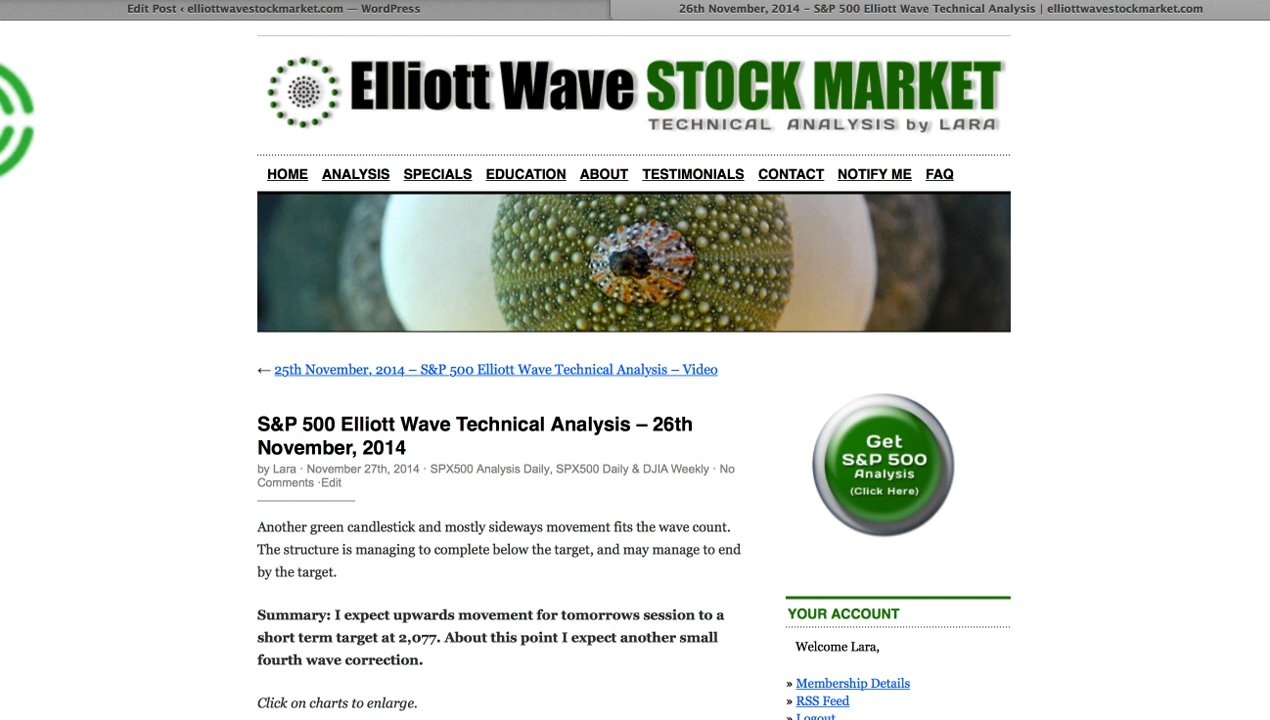 Edit Post ‹ elliottwavestockmarket.com — WordPress
26th November, 2014 – S&P 500 Elliott Wave Technical Analysis | elliottwavestockmarket.com
Elliott Wave STOCK MARKET
TECHNICAL ANALYSIS by LARA
HOME ANALYSIS SPECIALS EDUCATION ABOUT TESTIMONIALS CONTACT NOTIFY ME FAQ
← 25th November, 2014 – S&P 500 Elliott Wave Technical Analysis – Video
S&P 500 Elliott Wave Technical Analysis – 26th
November, 2014
by Lara · November 27th, 2014 · SPX500 Analysis Daily, SPX500 Daily & DJIA Weekly · No
Comments ·Edit
Another green candlestick and mostly sideways movement fits the wave count.
The structure is managing to complete below the target, and may manage to end
by the target.
Summary: I expect upwards movement for tomorrows session to a
short term target at 2,077. About this point I expect another small
fourth wave correction.
Click on charts to enlarge.
Get
S&P 500
Analysis
(Click Here)
YOUR ACCOUNT
Welcome Lara,
» Membership Details
» RSS Feed
» Logout